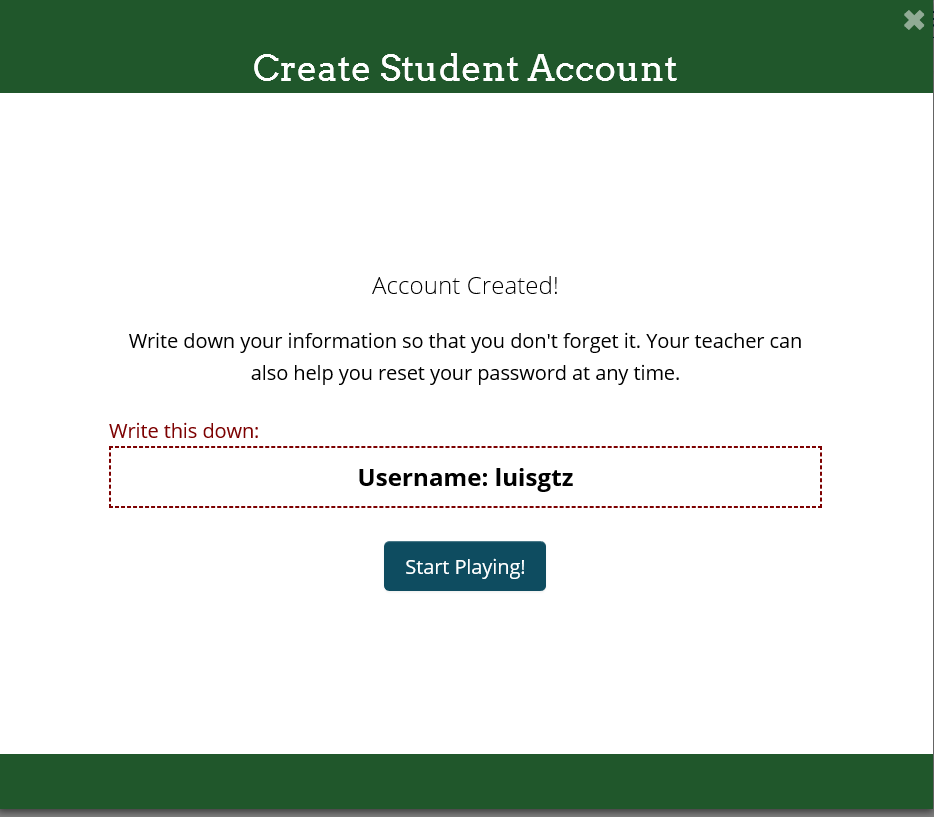 Create Student Account
Account Created!
Write down your information so that you don't forget it. Your teacher can
also help you reset your password at any time.
Write this down:
Username: luisgtz
Start Playing!